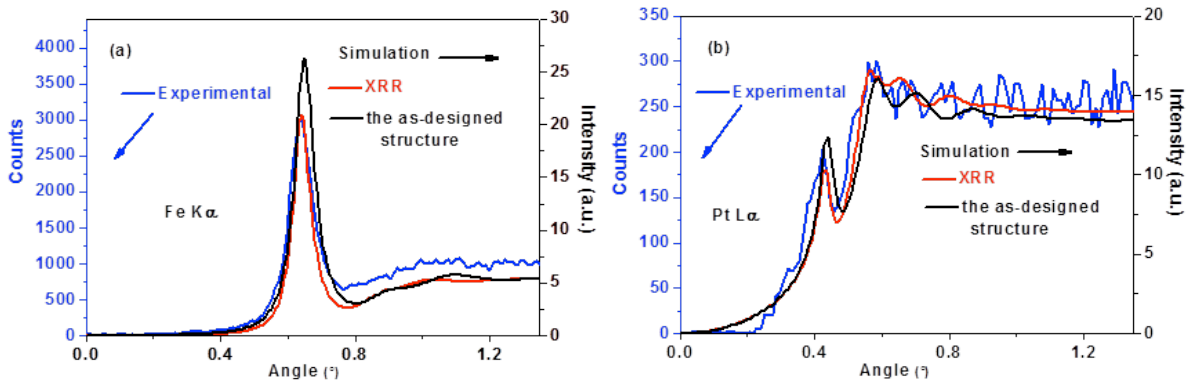 (a)
Simulation
XRR
Experimental
the as-designed
structure
Fe Kα
Counts
4000
3500
3000
2500
2000
1500
1000
500
0
0.0
0.4
0.8
1.2
Angle (°)
30
25
20
15
10
5
0
Intensity (a.u.)
(b)
Experimental
Simulation
XRR
the as-designed
structure
Pt Lα
Counts
350
300
250
200
150
100
50
0
0.0
0.4
0.8
1.2
Angle (°)
20
15
10
5
0
Intensity (a.u.)